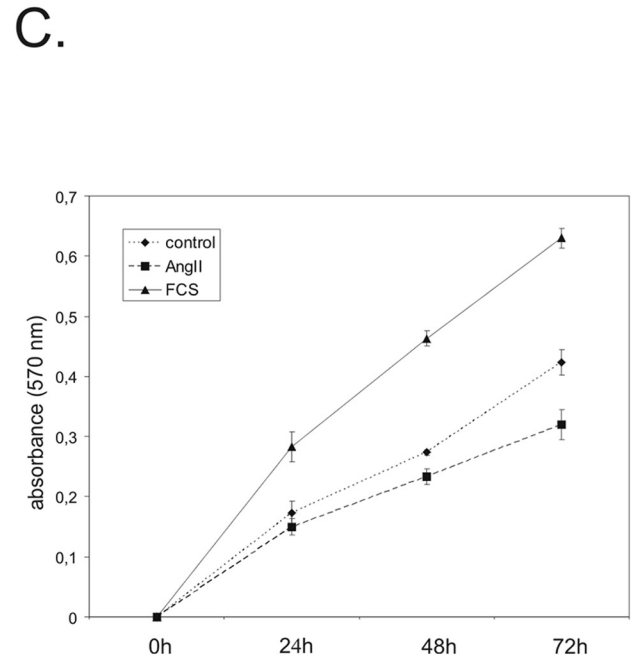 C.
0,7
0,6
0,5
0,4
0,3
0,2
0,1
0
absorbance (570 nm)
control
AngII
FCS
0h 24h 48h 72h